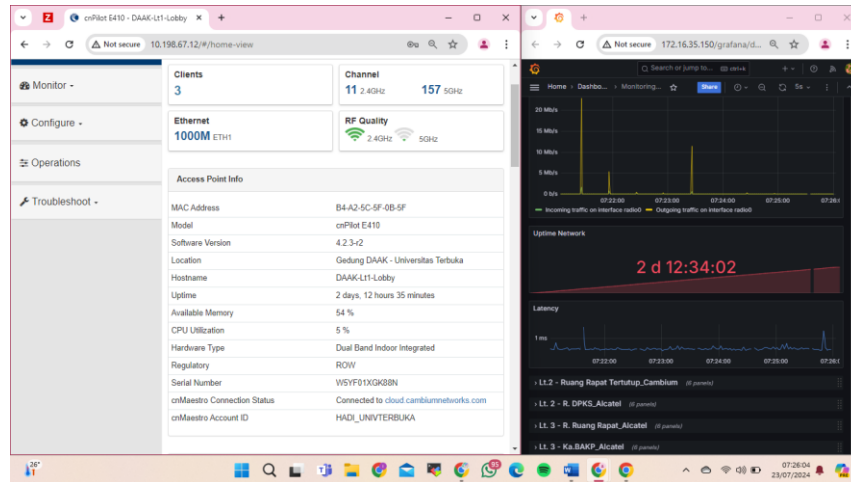 cnPilot E410 - DAAK-Lt1-Lobby
Not secure 10.198.67.12/#/home-view
Monitor
Configure
Operations
Troubleshoot
Clients
3
Channel
11 2.4GHz 157 5GHz
Ethernet
1000M ETH1
RF Quality
2.4GHz 5GHz
Access Point Info
MAC Address B4-A2-5C-5F-0B-5F
Model cnPilot E410
Software Version 4.2.3-r2
Location Gedung DAAK - Universitas Terbuka
Hostname DAAK-Lt1-Lobby
Uptime 2 days, 12 hours 35 minutes
Available Memory 54 %
CPU Utilization 5 %
Hardware Type Dual Band Indoor Integrated
Regulatory ROW
Serial Number W5YF01XGK88N
cnMaestro Connection Status Connected to cloud.cambiumnetworks.com
cnMaestro Account ID HADI_UNIVTERBUKA
Not secure 172.16.35.150/grafana/d...
Search or jump to... ctrl+k
Home › Dashbo... › Monitoring... Share 5s
20 Mb/s
15 Mb/s
10 Mb/s
5 Mb/s
0 b/s
07:22:00 07:23:00 07:24:00 07:25:00 07:26:0
Incoming traffic on interface radio0 Outgoing traffic on interface radio0
Uptime Network
2 d 12:34:02
Latency
1 ms
07:22:00 07:23:00 07:24:00 07:25:00 07:26:0
Lt.2 - Ruang Rapat Tertutup_Cambium (6 panels)
Lt. 2 - R. DPKS_Alcatel (6 panels)
Lt. 3 - R. Ruang Rapat_Alcatel (6 panels)
Lt. 3 - Ka.BAKP_Alcatel (6 panels)
26°
07:26:04
23/07/2024